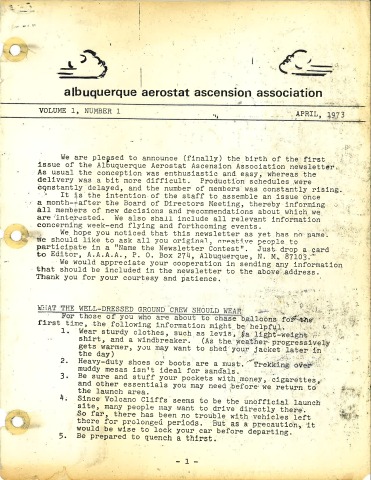 albuquerque aerostat ascension association
VOLUME 1, NUMBER 1
APRIL, 1973
We are pleased to announce (finally) the birth of the first
issue of the Albuquerque Aerostat Ascension Association newsletter.
As usual the conception was enthusiastic and easy, whereas the
delivery was a bit more difficult. Production schedules were
constantly delayed, and the number of members was constantly rising.
It is the intention of the staff to assemble an issue once
a month--after the Board of Directors Meeting, thereby informing
all members of new decisions and recommendations about which we
are interested. We also shall include all relevant information
concerning week-end flying and forthcoming events.
We hope you noticed that this newsletter as yet has no name.
We should like to ask all you original, creative people to
participate in a "Name the Newsletter Contest". Just drop a card
to Editor, A.A.A.A., P. O. Box 274, Albuquerque, N. M. 87103.
We would appreciate your cooperation in sending any information
that should be included in the newsletter to the above address.
Thank you for your courtesy and patience.
WHAT THE WELL-DRESSED GROUND CREW SHOULD WEAR
For those of you who are about to chase balloons for the
first time, the following information might be helpful.
1. Wear sturdy clothes, such as levis, a light-weight
shirt, and a windbreaker. (As the weather progressively
gets warmer, you may want to shed your jacket later in
the day)
2. Heavy-duty shoes or boots are a must. Trekking over
muddy mesas isn't ideal for sandals.
3. Be sure and stuff your pockets with money, cigarettes,
and other essentials you may need before we return to
the launch area.
4. Since Volcano Cliffs seems to be the unofficial launch
site, many people may want to drive directly there.
So far, there has been no trouble with vehicles left
there for prolonged periods. But as a precaution, it
would be wise to lock your car before departing.
5. Be prepared to quench a thirst.
- 1 -